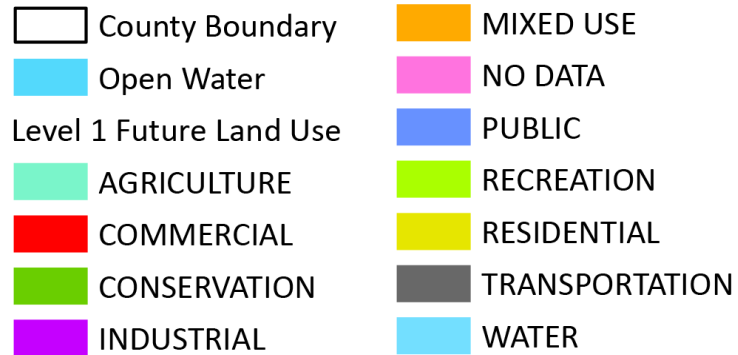 County Boundary
Open Water
Level 1 Future Land Use
AGRICULTURE
COMMERCIAL
CONSERVATION
INDUSTRIAL
MIXED USE
NO DATA
PUBLIC
RECREATION
RESIDENTIAL
TRANSPORTATION
WATER